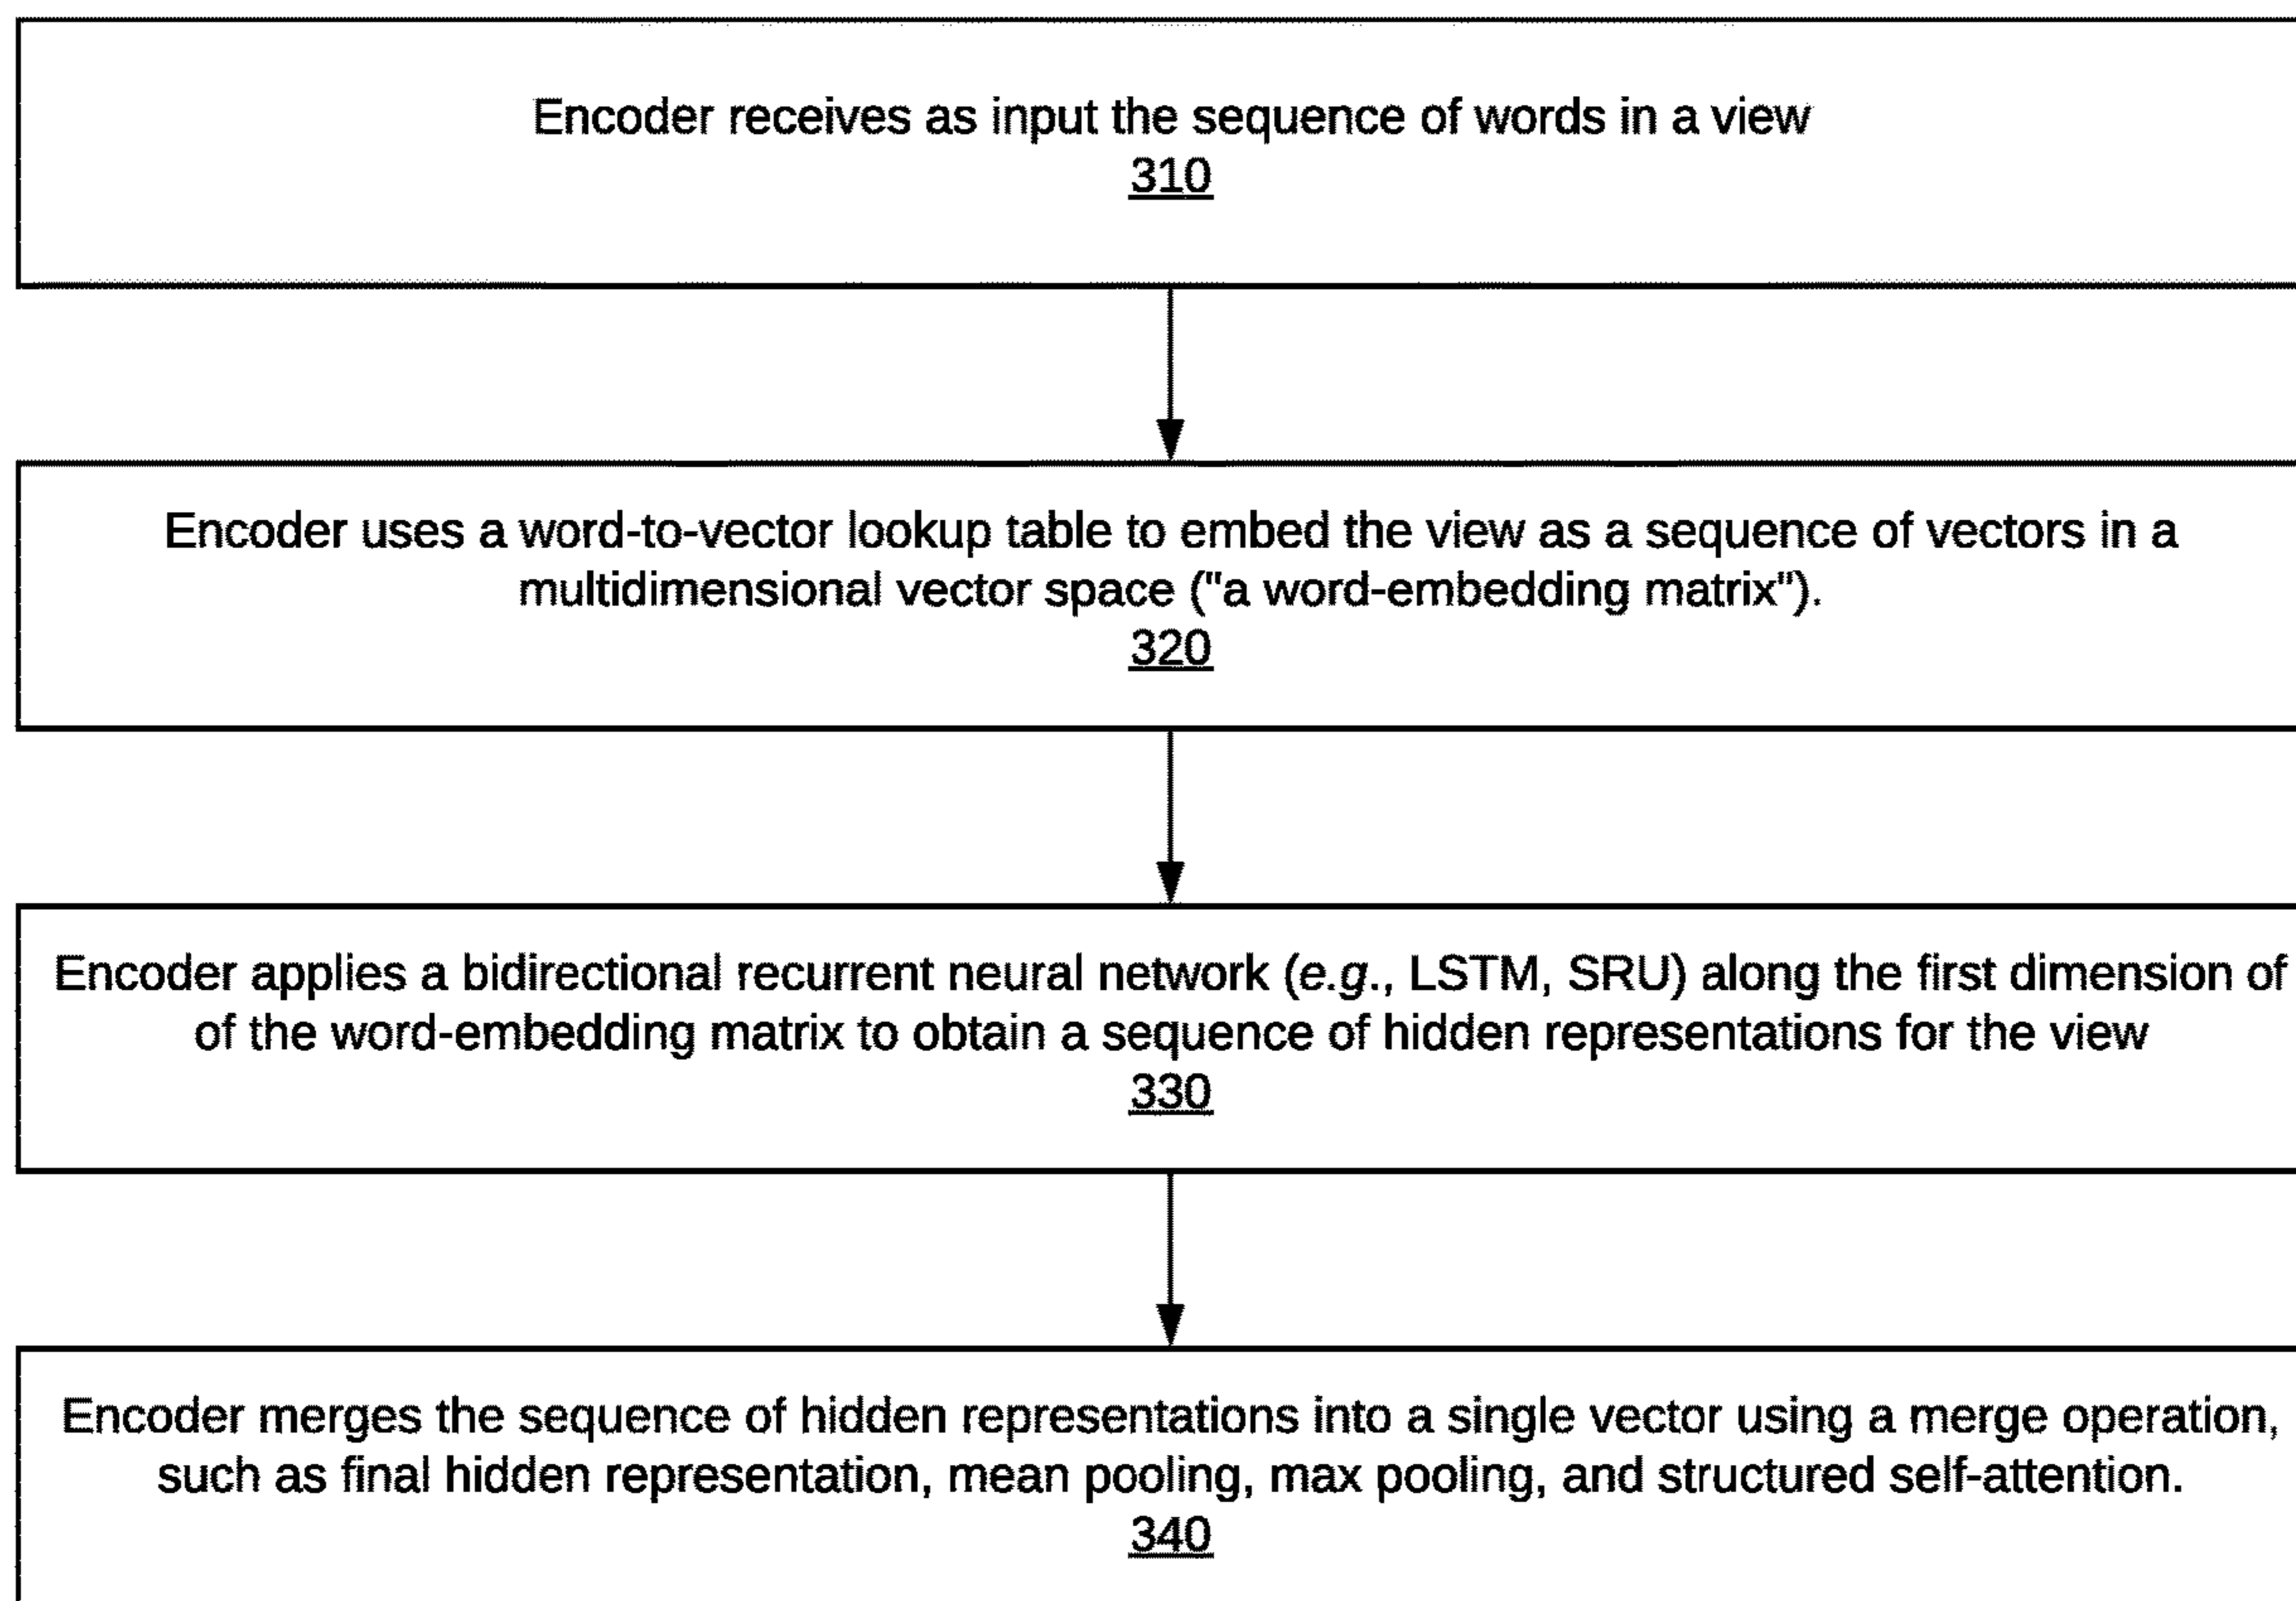 Encoder receives as input the sequence of words in a view
310
Encoder uses a word-to-vector lookup table to embed the view as a sequence of vectors in a
multidimensional vector space ("a word-embedding matrix").
320
Encoder applies a bidirectional recurrent neural network (e.g., LSTM, SRU) along the first dimension of
of the word-embedding matrix to obtain a sequence of hidden representations for the view
330
Encoder merges the sequence of hidden representations into a single vector using a merge operation,
such as final hidden representation, mean pooling, max pooling, and structured self-attention.
340